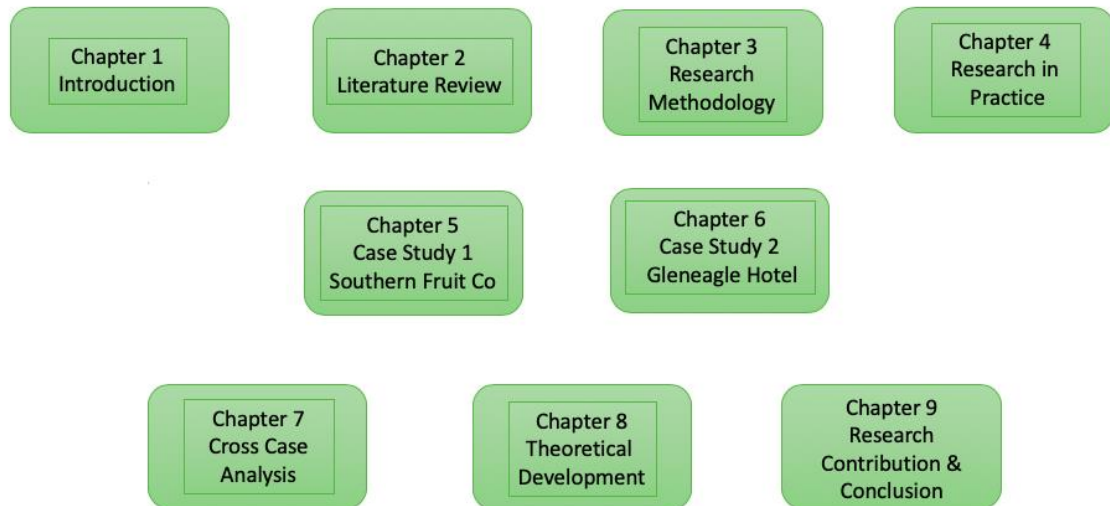 Chapter 1
Introduction
Chapter 2
Literature Review
Chapter 3
Research
Methodology
Chapter 4
Research in
Practice
Chapter 5
Case Study 1
Southern Fruit Co
Chapter 6
Case Study 2
Gleneagle Hotel
Chapter 7
Cross Case
Analysis
Chapter 8
Theoretical
Development
Chapter 9
Research
Contribution &
Conclusion